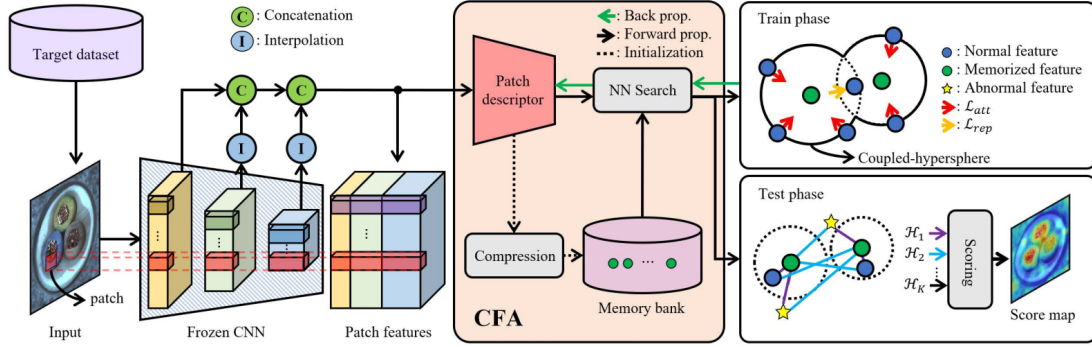 Target dataset
C : Concatenation
I : Interpolation
C
C
I
I
patch
Input
Frozen CNN
Patch features
Patch
descriptor
NN Search
: Back prop.
: Forward prop.
: Initialization
Compression
...
Memory bank
CFA
Train phase
: Normal feature
: Memorized feature
: Abnormal feature
: ℒatt
: ℒrep
Coupled-hypersphere
Test phase
ℋ1
ℋ2
ℋK
Scoring
Score map